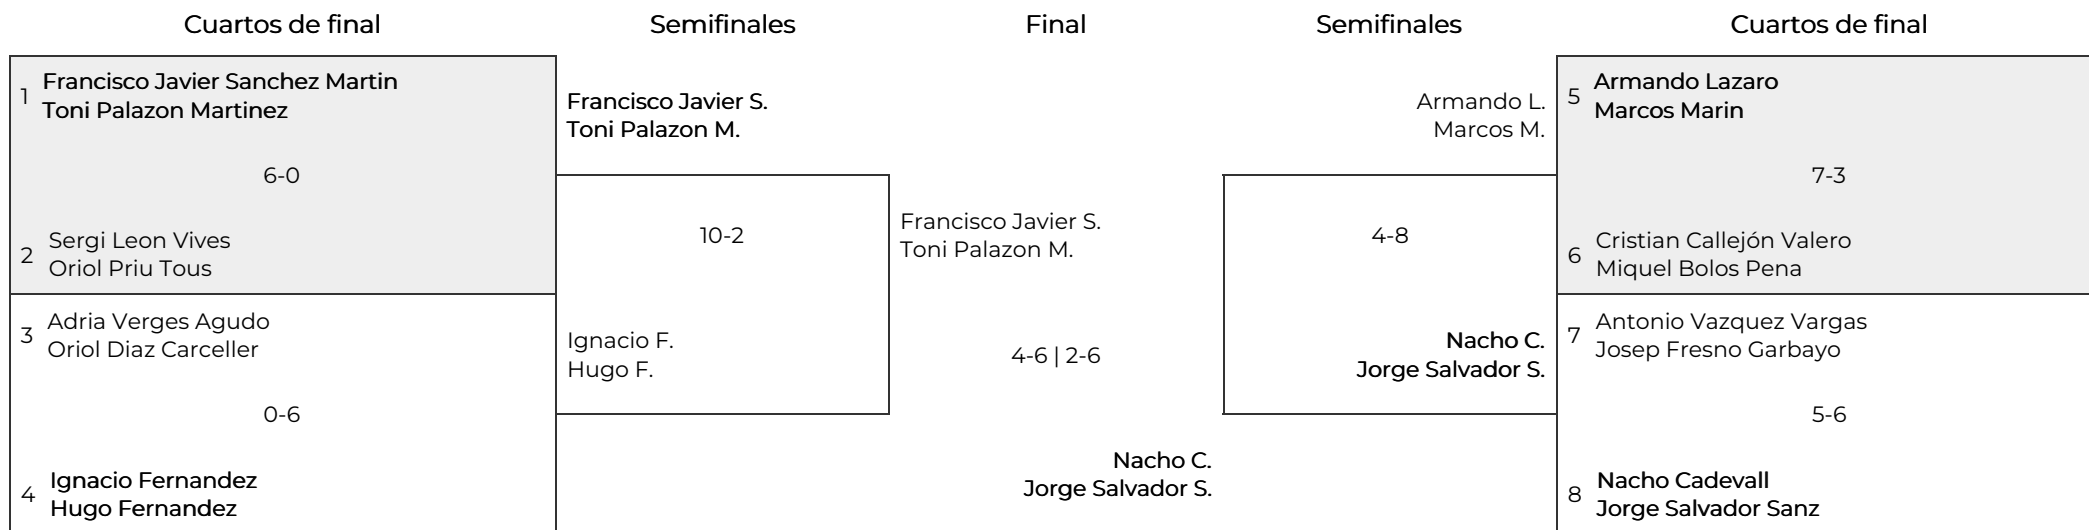 Cuartos de final
Semifinales
Final
Semifinales
Cuartos de final
1
Francisco Javier Sanchez Martin
Toni Palazon Martinez
6-0
2
Sergi Leon Vives
Oriol Priu Tous
3
Adria Verges Agudo
Oriol Diaz Carceller
0-6
4
Ignacio Fernandez
Hugo Fernandez
Francisco Javier S.
Toni Palazon M.
10-2
Ignacio F.
Hugo F.
Francisco Javier S.
Toni Palazon M.
4-6 | 2-6
Nacho C.
Jorge Salvador S.
Armando L.
Marcos M.
4-8
Nacho C.
Jorge Salvador S.
5
Armando Lazaro
Marcos Marin
7-3
6
Cristian Callejón Valero
Miquel Bolos Pena
7
Antonio Vazquez Vargas
Josep Fresno Garbayo
5-6
8
Nacho Cadevall
Jorge Salvador Sanz